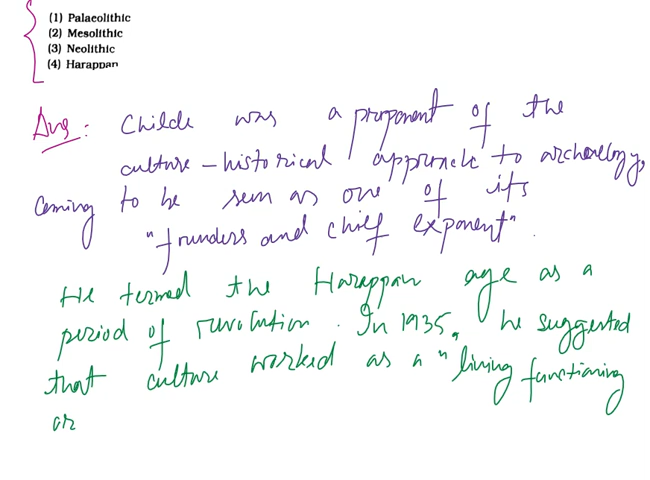 (1) Palaeolithic
(2) Mesolithic
(3) Neolithic
(4) Harappan
Ans: Childe was a proponent of the
culture-historical approach to archeology,
coming to be seen as one of its
"founders and chief exponent".
He termed the Harappan age as a
period of revolution. In 1935, he suggested
that culture worked as a "living functioning
or